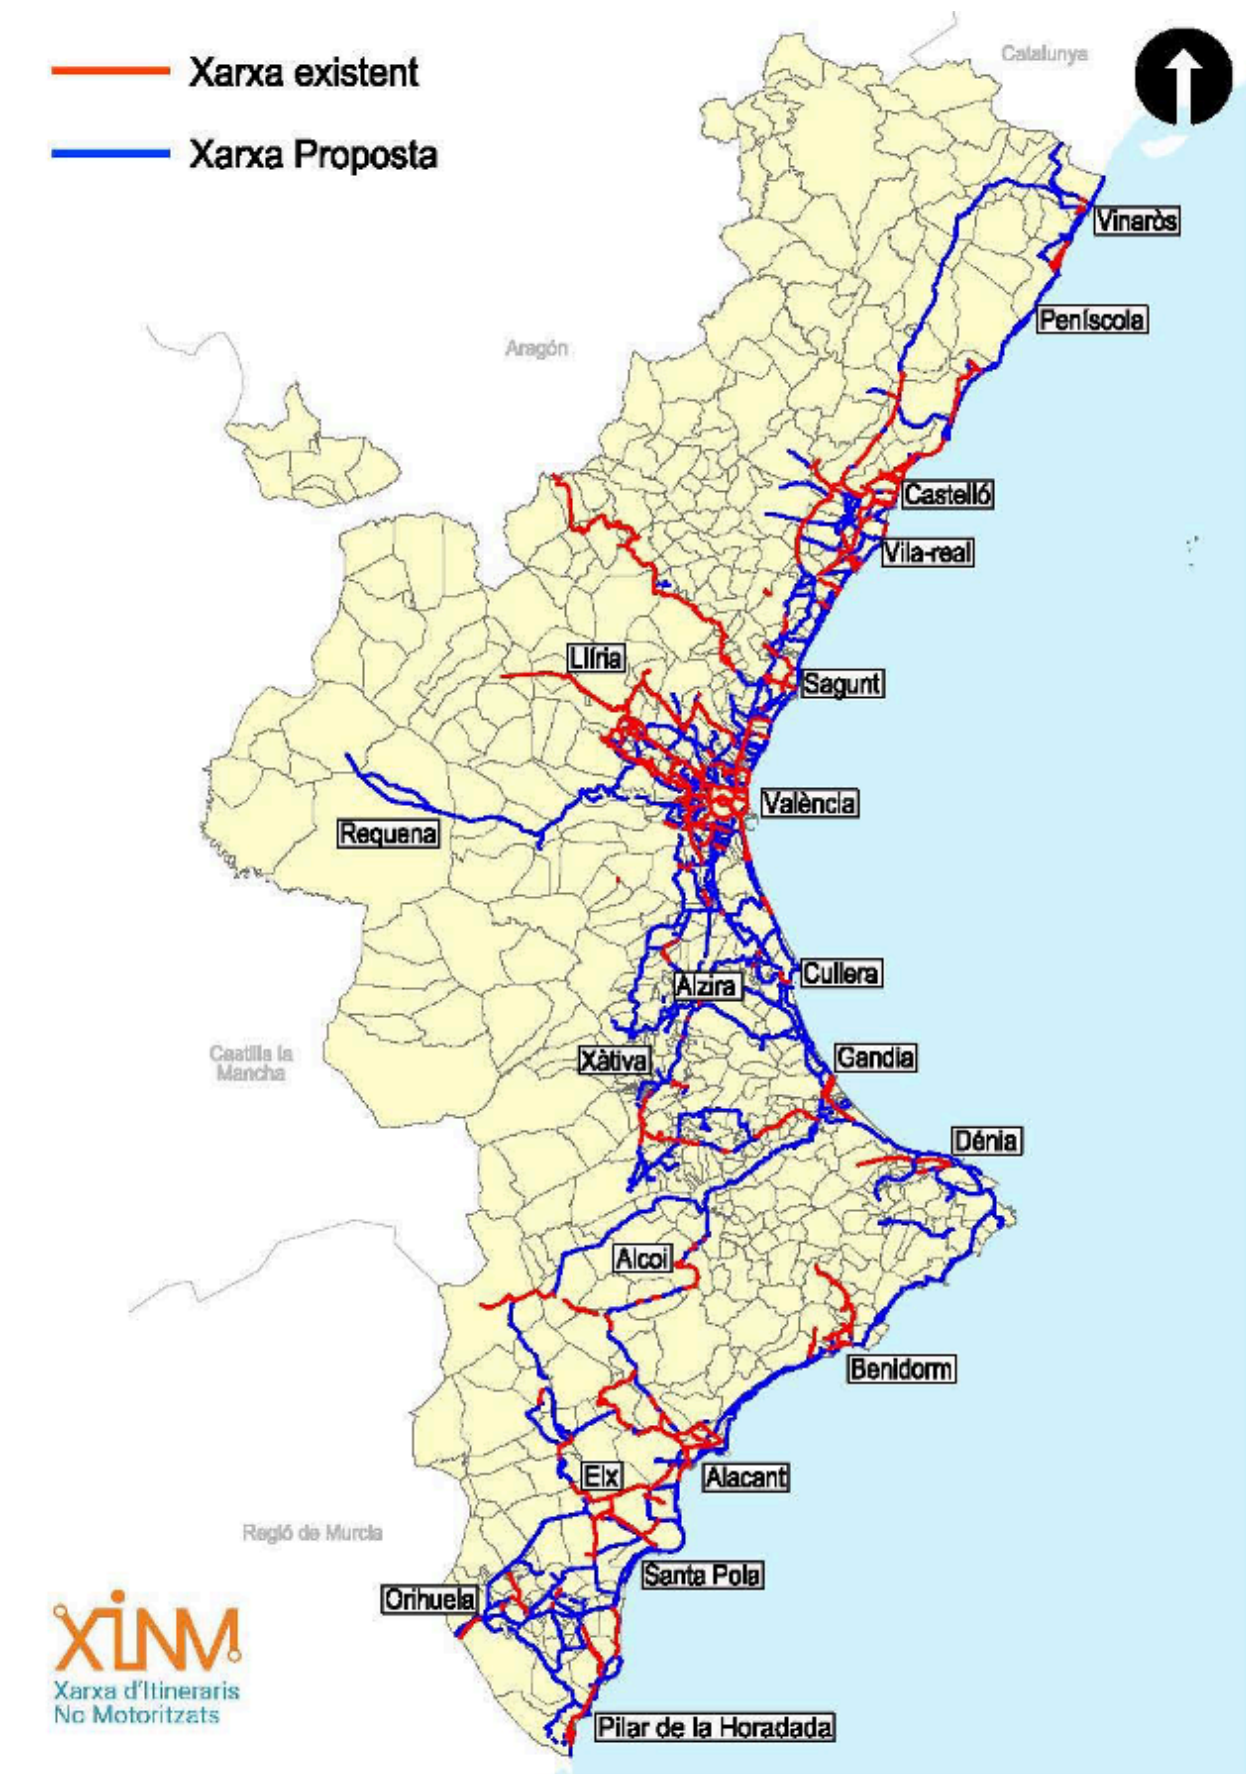 Xarxa existent
Catalunya
Xarxa Proposta
Vinaròs
Peníscola
Aragón
Castelló
Vila-real
Llíria
Sagunt
València
Requena
Cullera
Alzira
Castilla la
Mancha
Xàtiva
Gandia
Dénia
Alcoi
Benidorm
Elx
Alacant
Regló de Murcia
Santa Pola
Orihuela
XINM
Xarxa d'Itineraris
No Motoritzats
Pilar de la Horadada